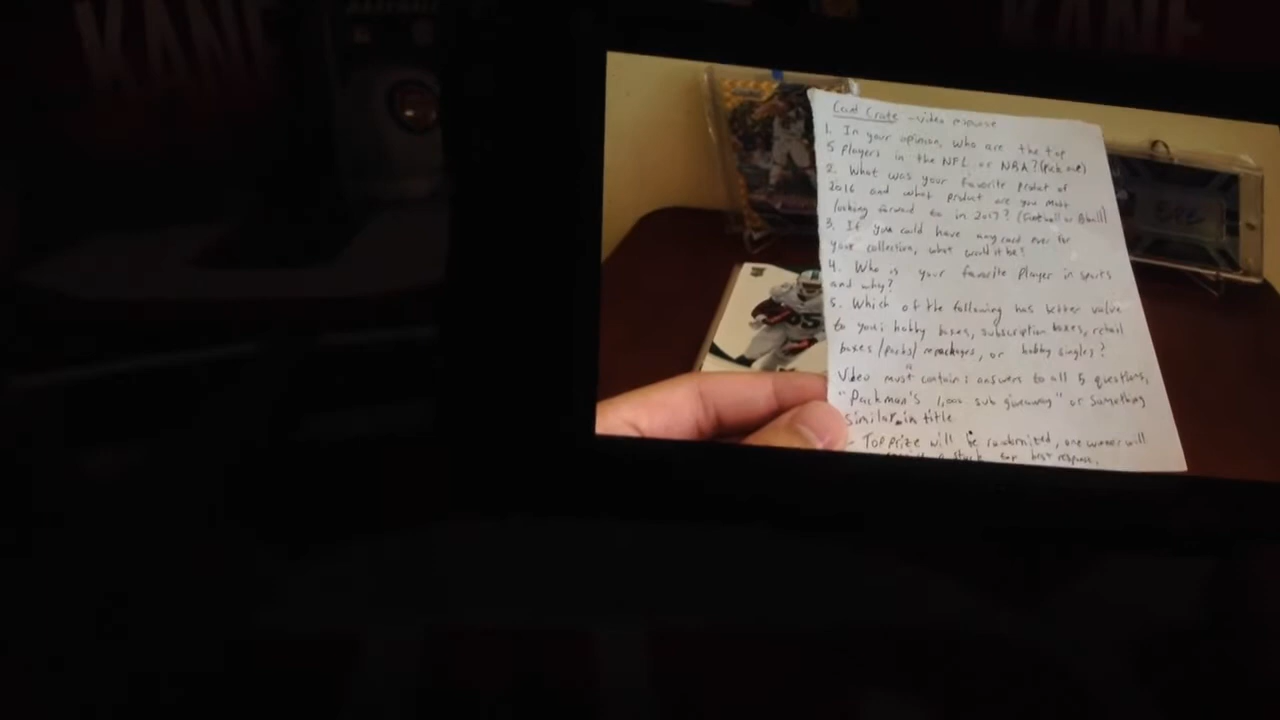 KANE
KANE
Card Crate - video response
1. In your opinion, who are the top
5 players in the NFL or NBA? (pick one)
2. What was your favorite product of
2016 and what product are you most
looking forward to in 2017? (Football or Bball)
3. If you could have any card ever for
your collection, what would it be?
4. Who is your favorite player in sports
and why?
5. Which of the following has better value
to you: hobby boxes, subscription boxes, retail
boxes/packs/repackages, or hobby singles?
Video must contain: answers to all 5 questions,
"Packman's 1,000 sub giveaway" or something
similar in title
- Top prize will be randomized, one winner will
a stack for best response.